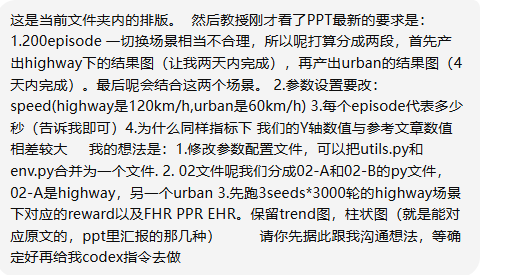 这是当前文件夹内的排版。 然后教授刚才看了PPT最新的要求是：
1.200episode 一切换场景相当不合理，所以呢打算分成两段，首先产
出highway下的结果图（让我两天内完成），再产出urban的结果图（4
天内完成）。最后呢会结合这两个场景。 2.参数设置要改：
speed(highway是120km/h,urban是60km/h) 3.每个episode代表多少
秒（告诉我即可）4.为什么同样指标下 我们的Y轴数值与参考文章数值
相差较大 我的想法是：1.修改参数配置文件，可以把utils.py和
env.py合并为一个文件. 2. 02文件呢我们分成02-A和02-B的py文件，
02-A是highway，另一个urban 3.先跑3seeds*3000轮的highway场景
下对应的reward以及FHR PPR EHR。保留trend图，柱状图（就是能对
应原文的，ppt里汇报的那几种） 请你先据此跟我沟通想法，等确
定好再给我codex指令去做